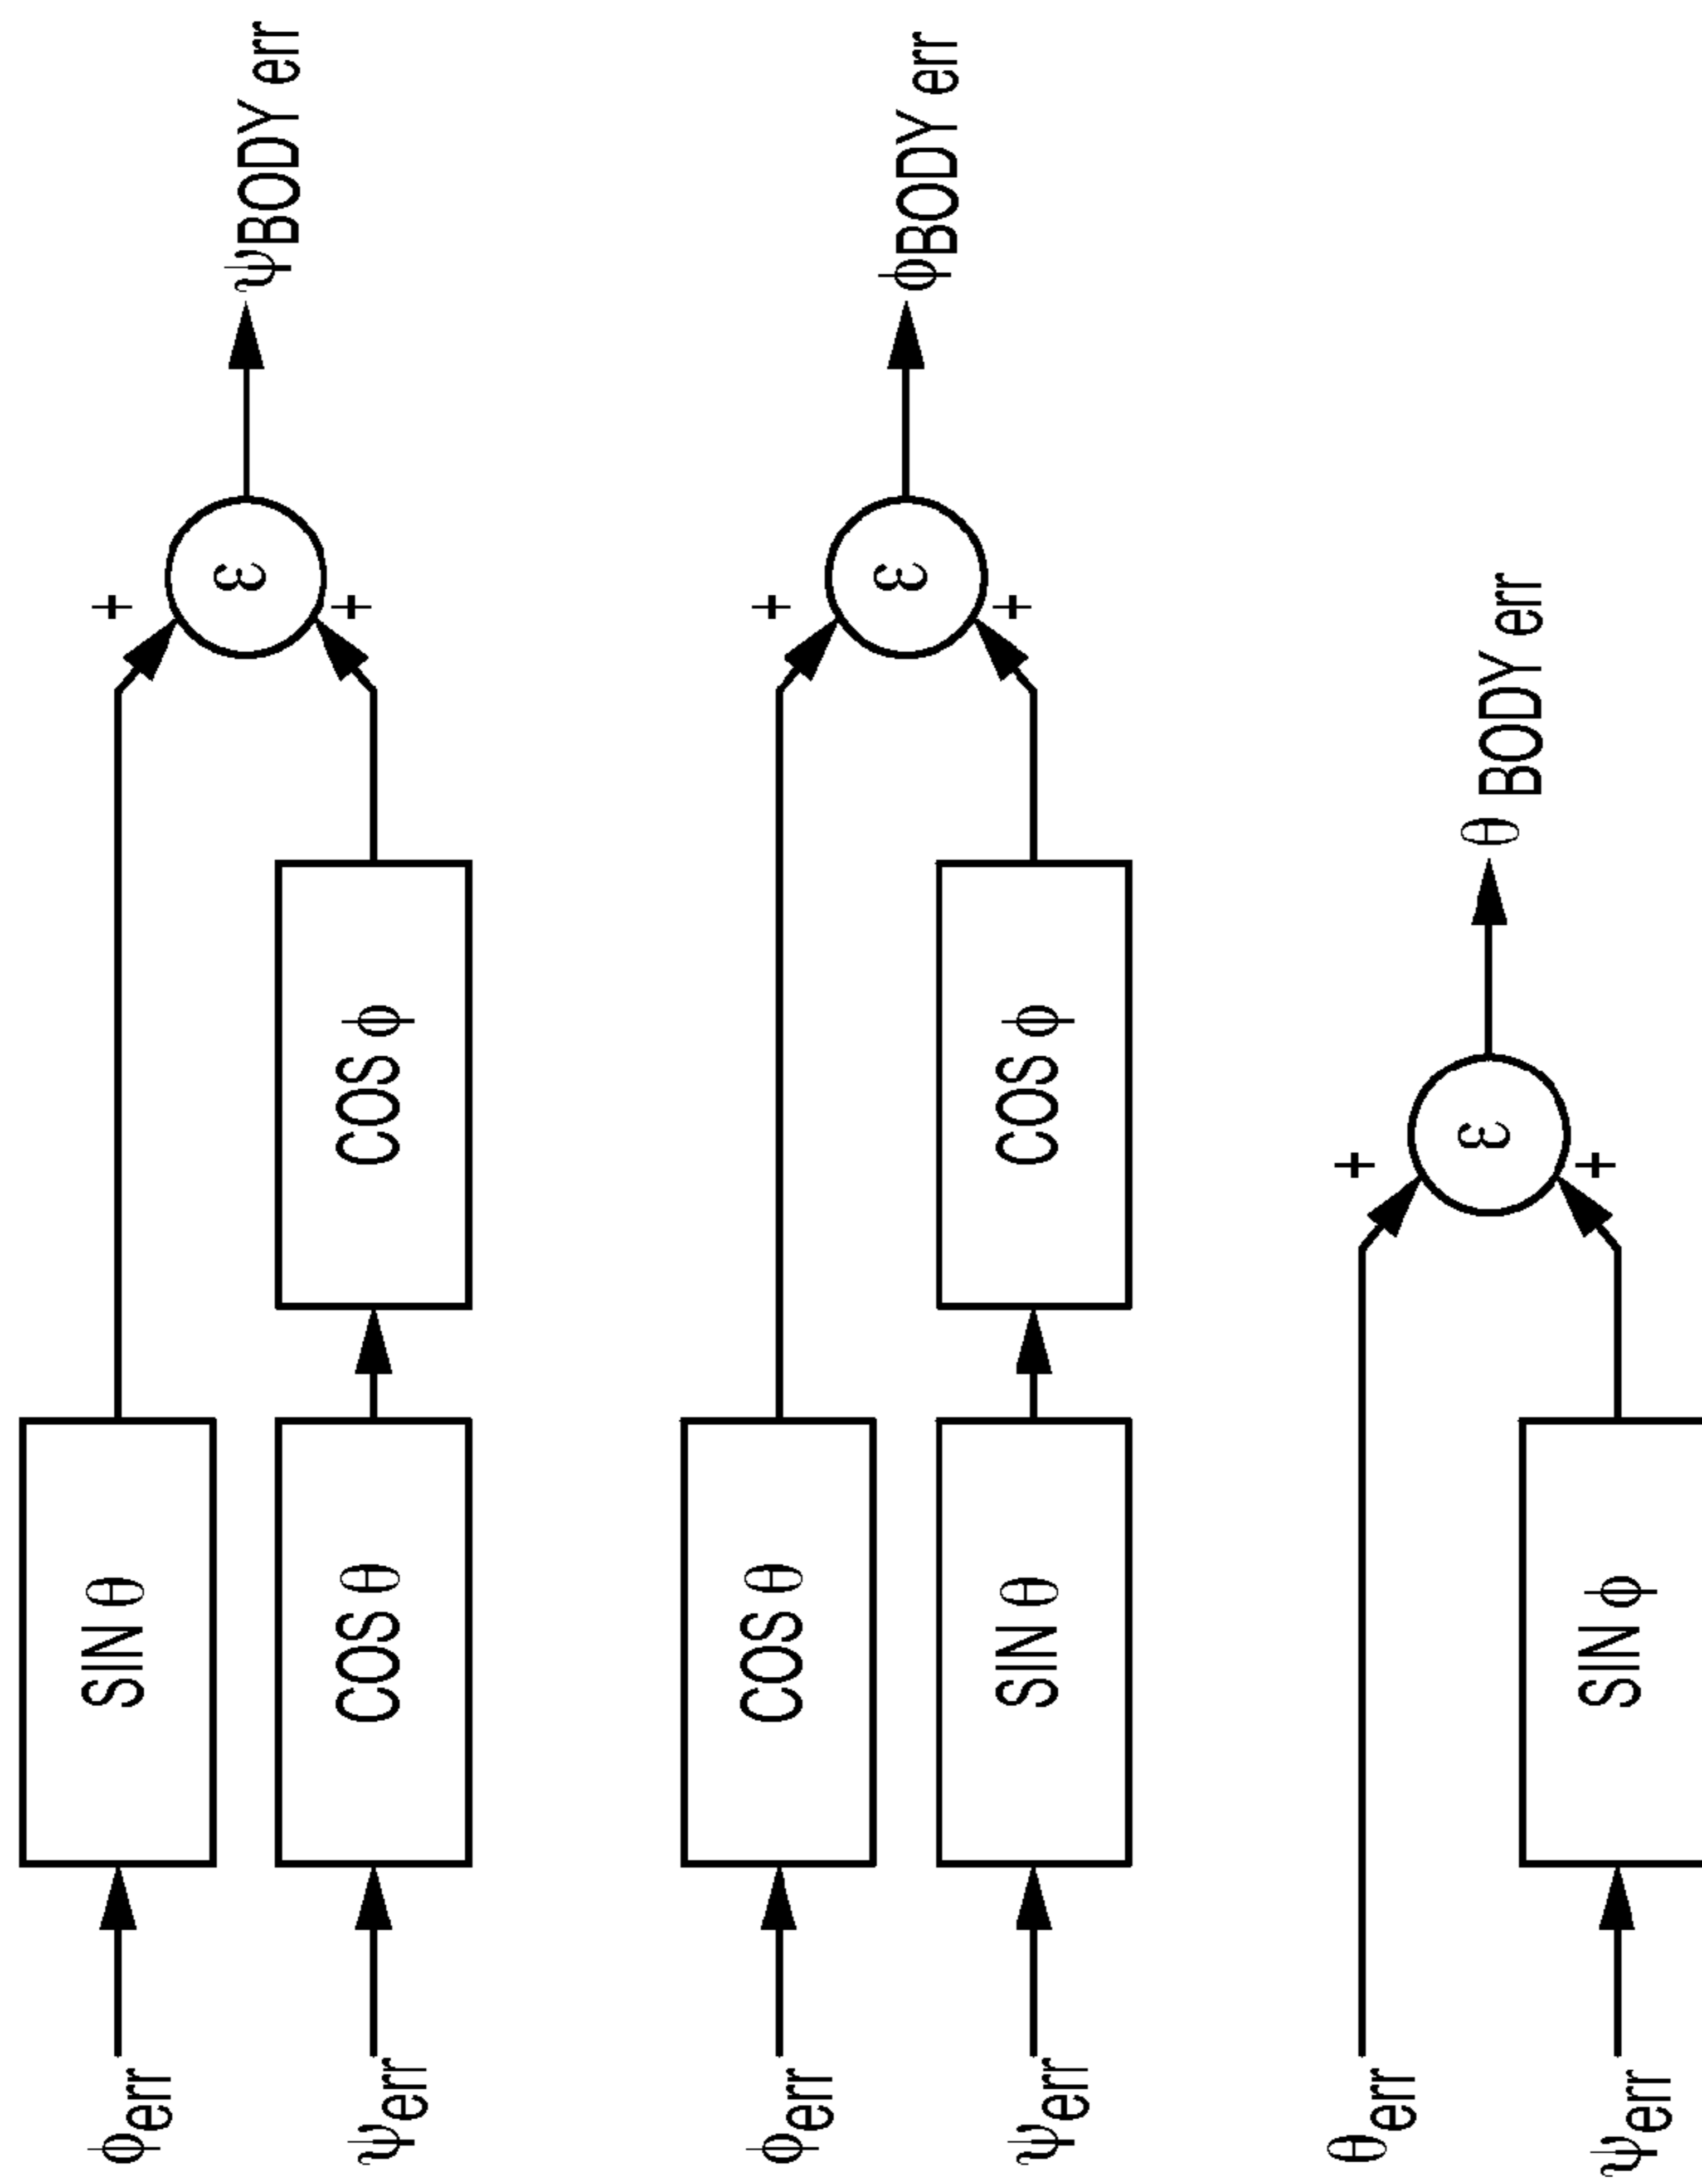 ϕerr
SIN θ
+
ε
ψBODY err
ψerr
COS θ
COS ϕ
+
ϕerr
COS θ
+
ε
ϕBODY err
ψerr
SIN θ
COS ϕ
+
θerr
+
ε
θ BODY err
ψerr
SIN ϕ
+